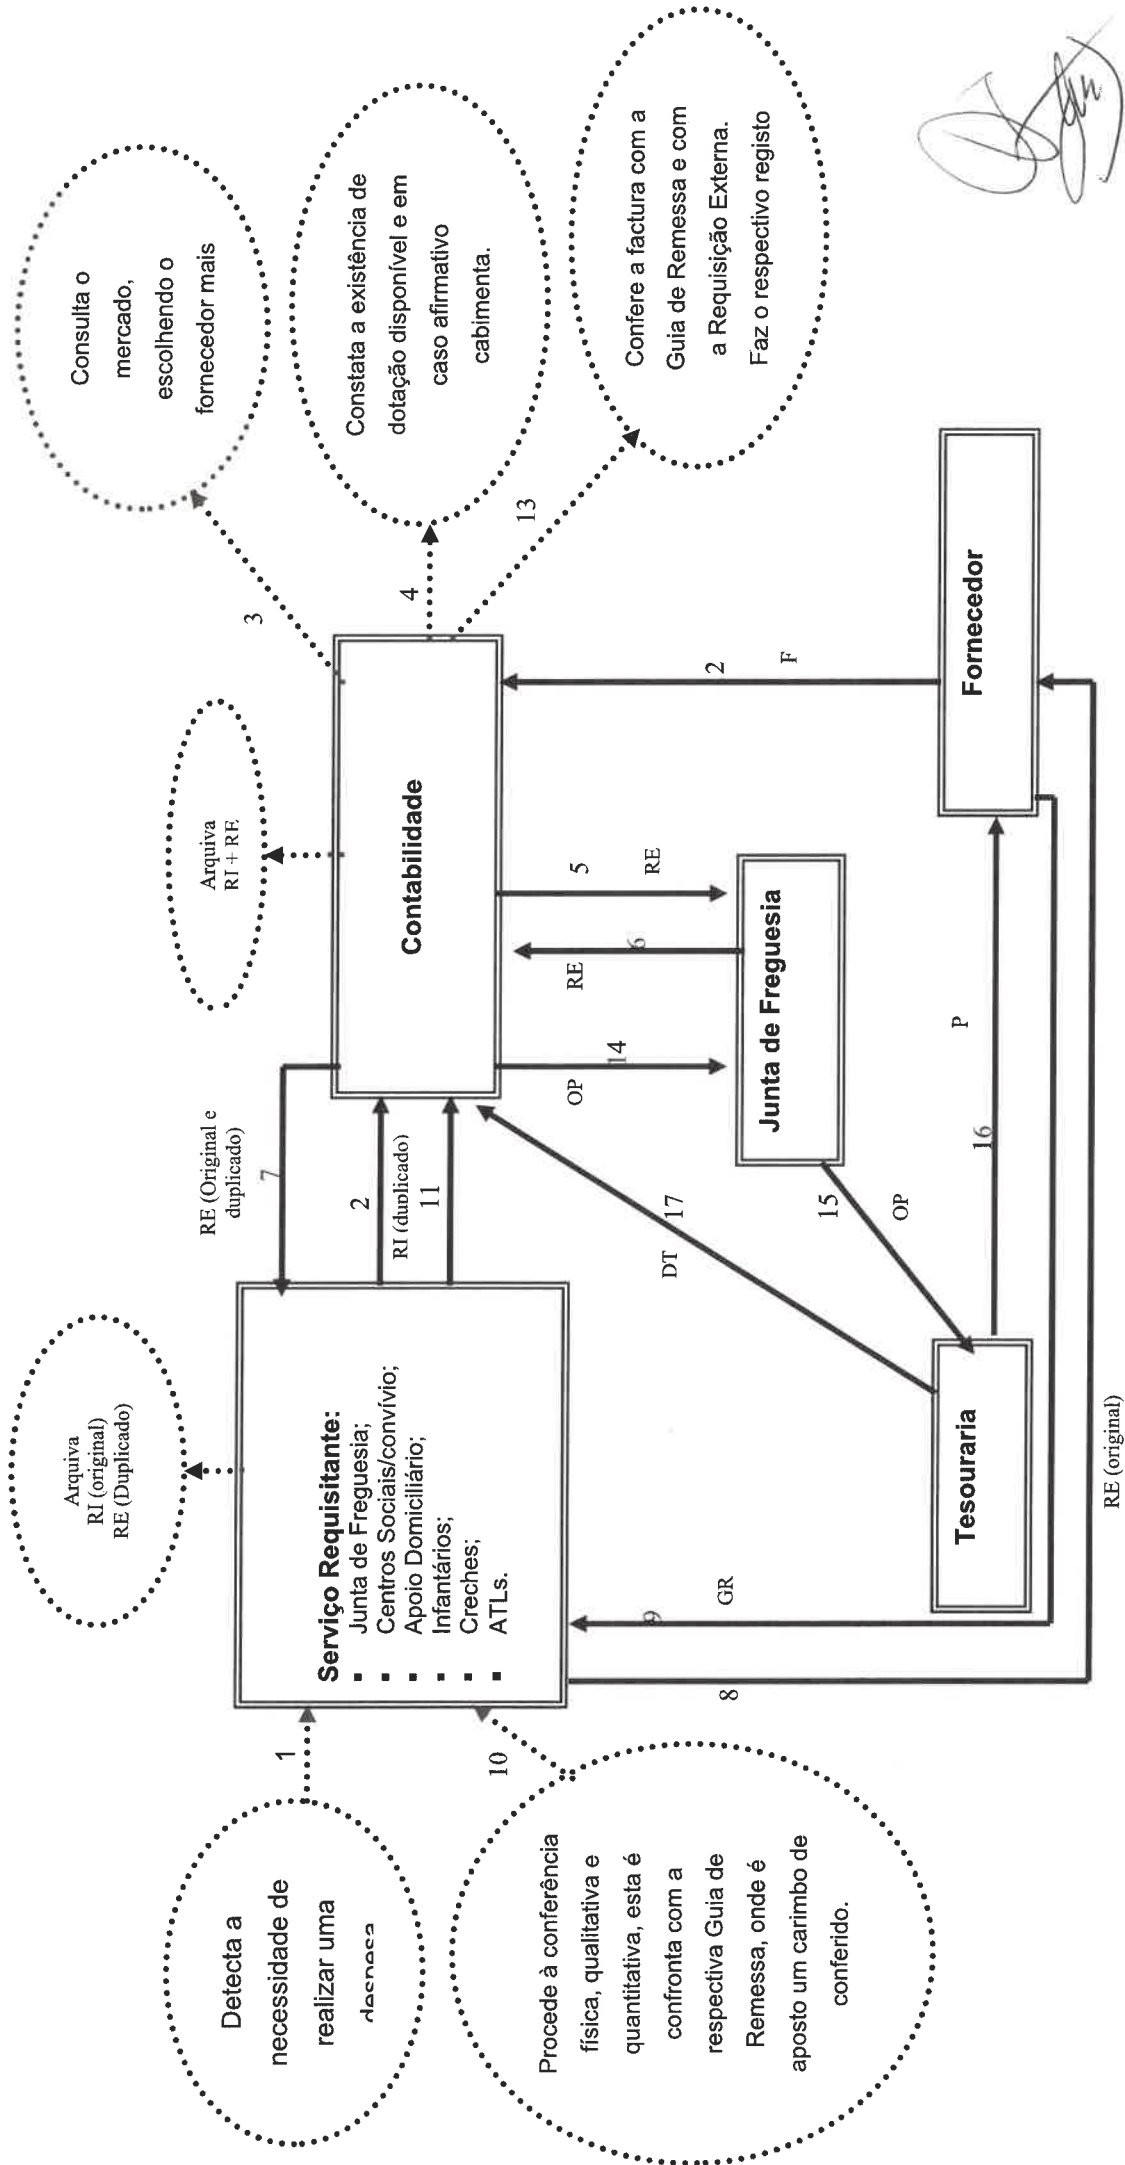 Detecta a
necessidade de
realizar uma
despesa
1
Procede à conferência
física, qualitativa e
quantitativa, esta é
confronta com a
respectiva Guia de
Remessa, onde é
aposto um carimbo de
conferido.
10
Arquiva
RI (original)
RE (Duplicado)
Serviço Requisitante:
▪ Junta de Freguesia;
▪ Centros Sociais/convívio;
▪ Apoio Domiciliário;
▪ Infantários;
▪ Creches;
▪ ATLs.
RE (Original e
duplicado)
7
2
RI (duplicado)
11
Arquiva
RI + RE
Contabilidade
3
Consulta o
mercado,
escolhendo o
fornecedor mais
4
Constata a existência de
dotação disponível e em
caso afirmativo
cabimenta.
13
Confere a factura com a
Guia de Remessa e com
a Requisição Externa.
Faz o respectivo registo
OP
14
RE
6
5
RE
2
F
Junta de Freguesia
DT
17
15
OP
9
GR
8
Tesouraria
16
P
Fornecedor
RE (original)